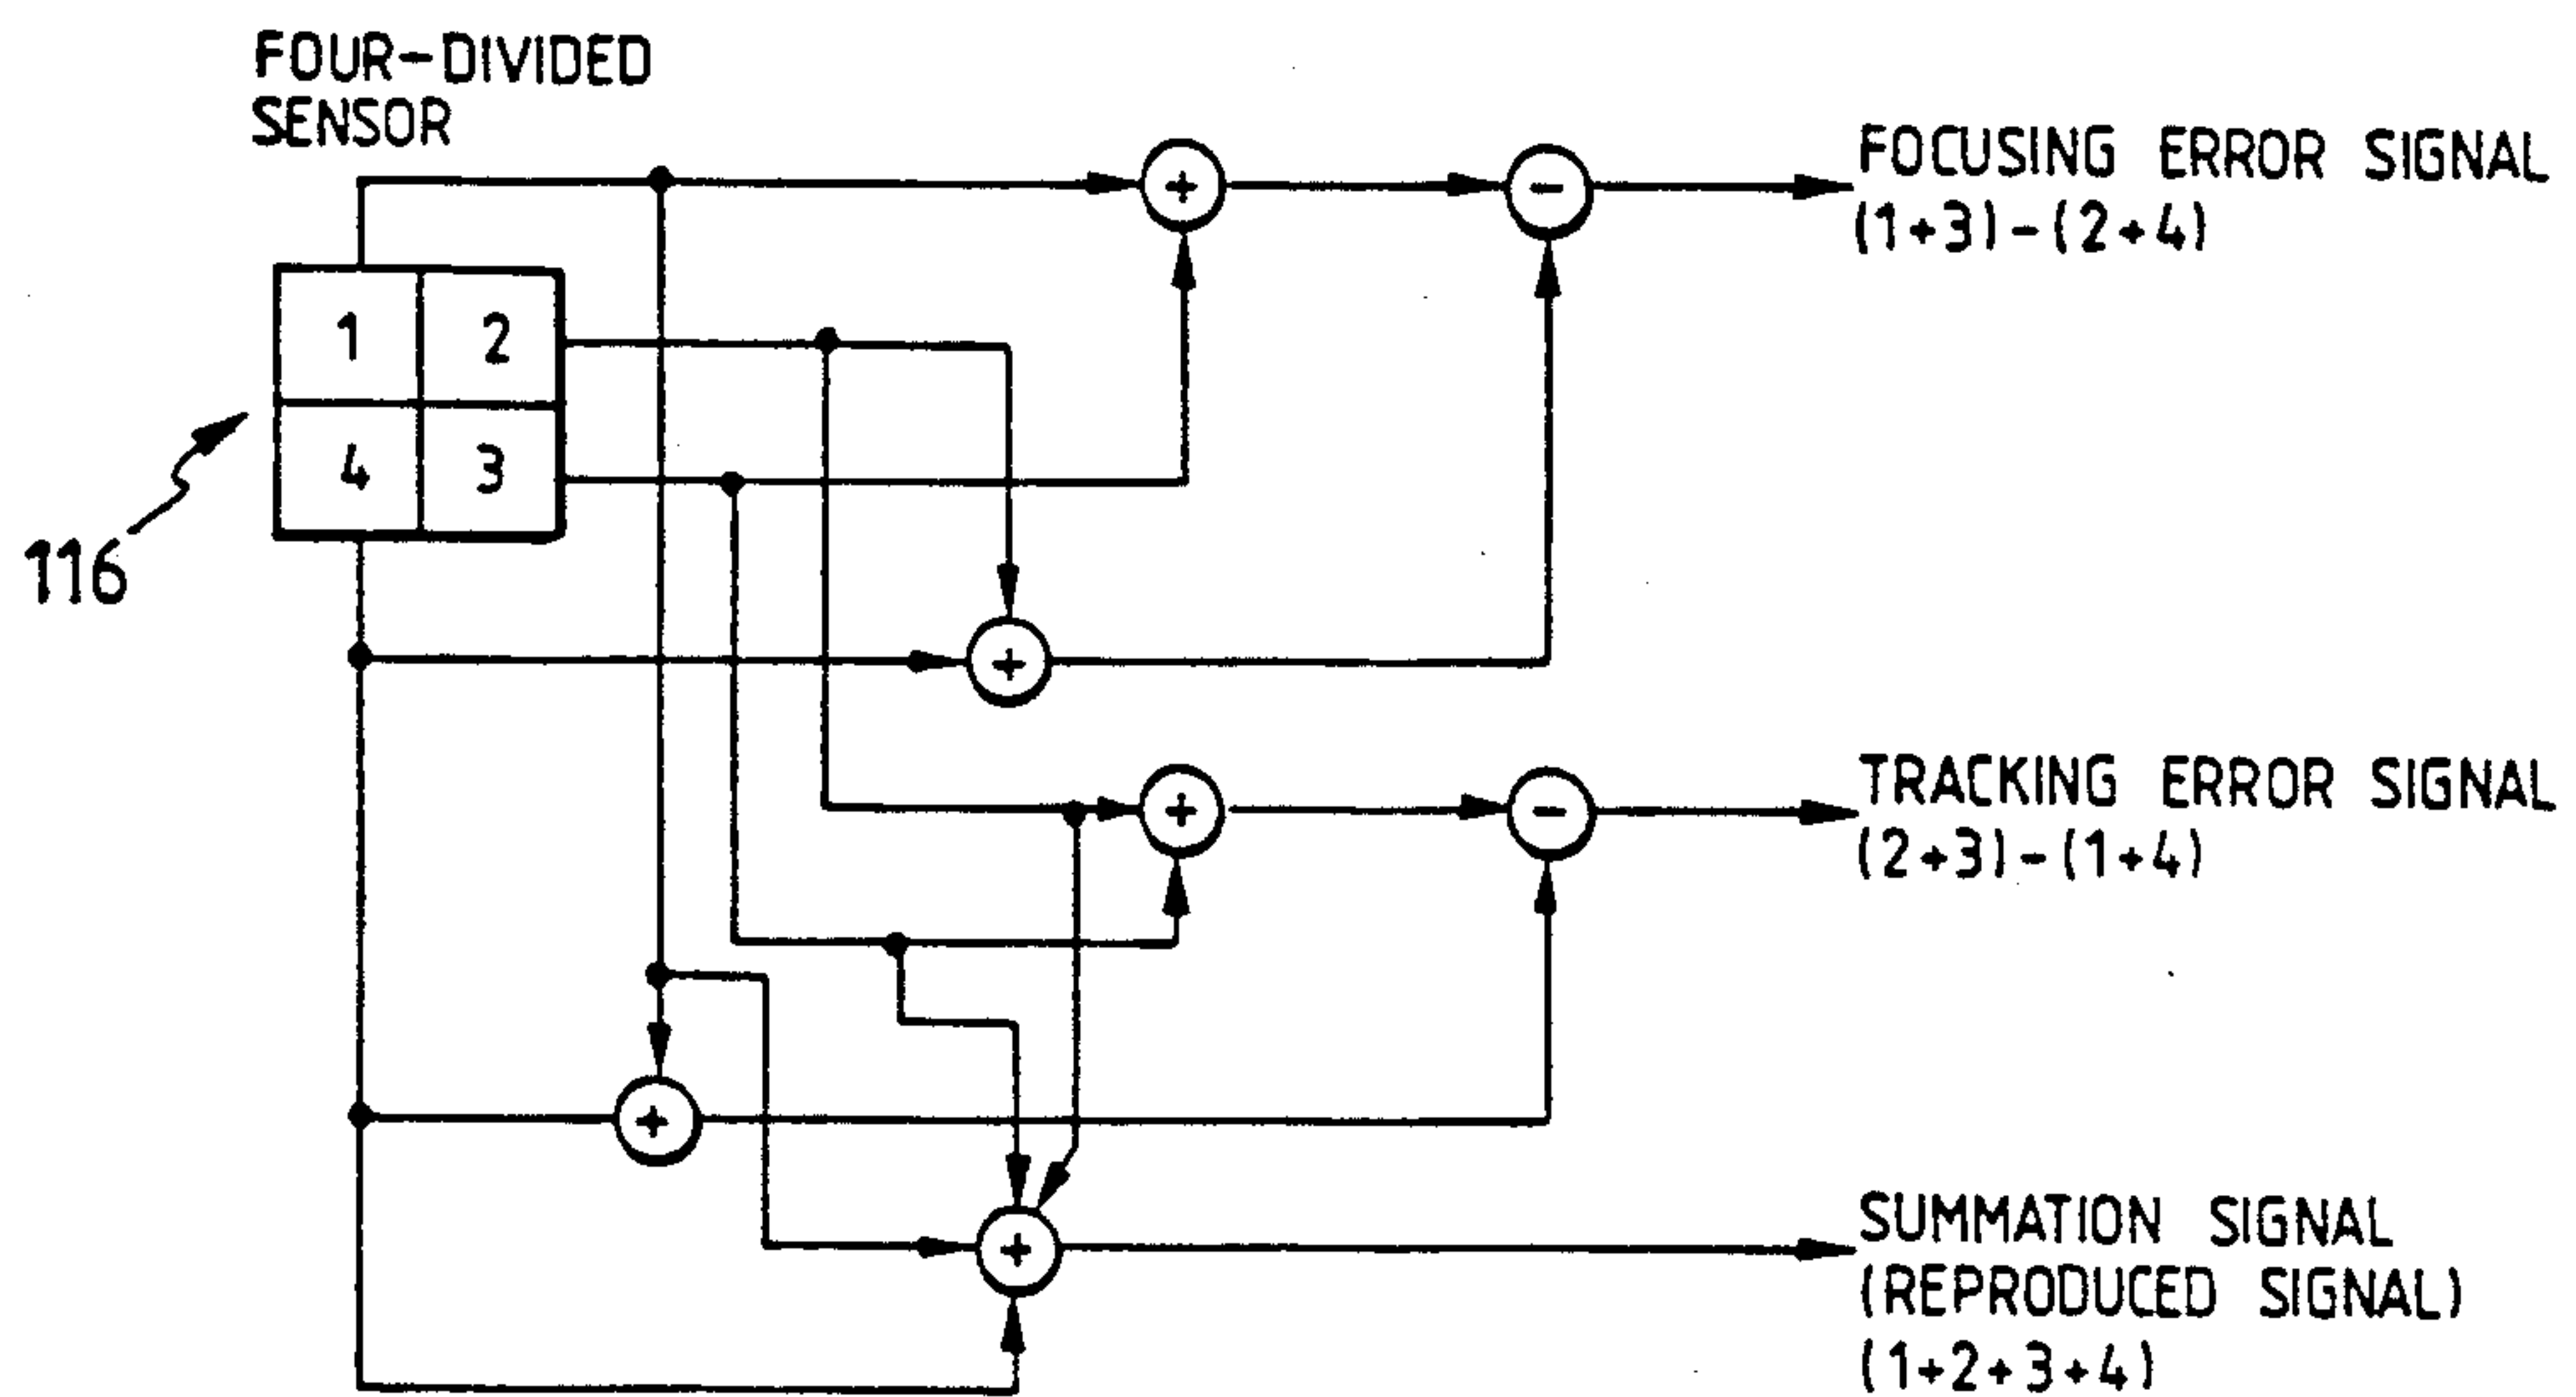 FOUR-DIVIDED
SENSOR
FOCUSING ERROR SIGNAL
(1+3)-(2+4)
1 2
4 3
116
+
-
+
TRACKING ERROR SIGNAL
(2+3)-(1+4)
+
-
+
+
SUMMATION SIGNAL
(REPRODUCED SIGNAL)
(1+2+3+4)